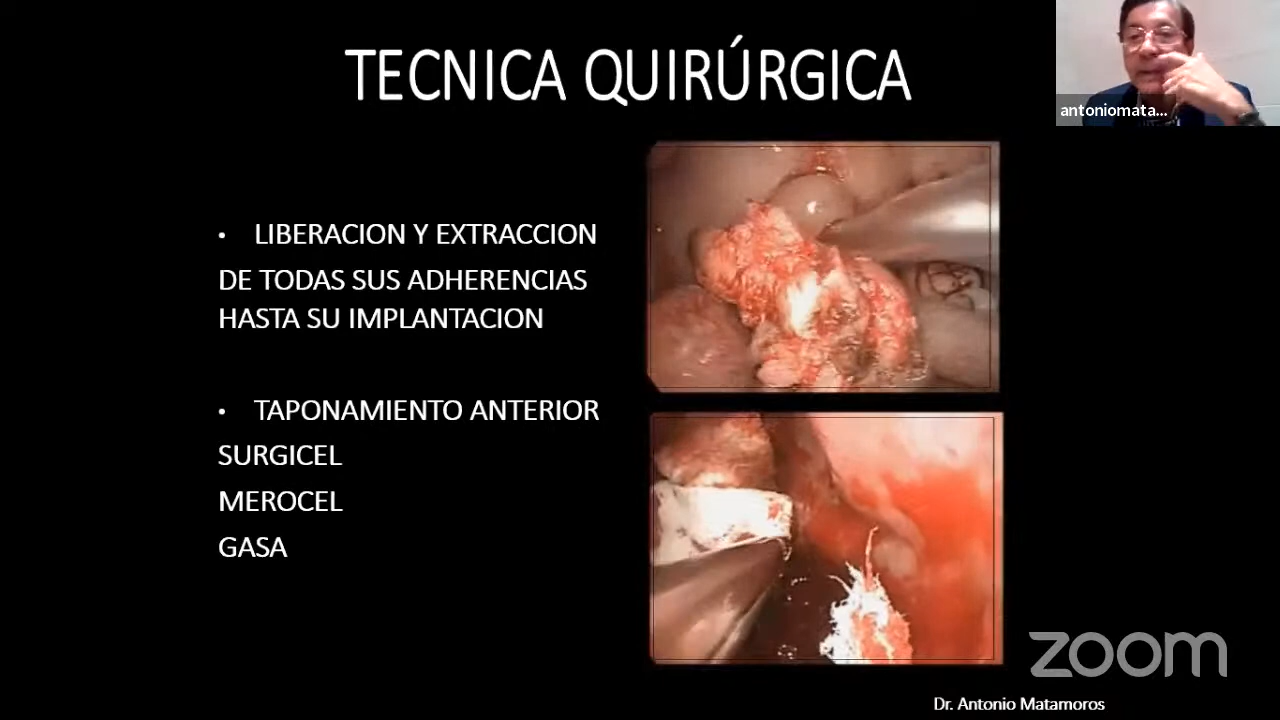 TECNICA QUIRÚRGICA
antoniomata...
• LIBERACION Y EXTRACCION
DE TODAS SUS ADHERENCIAS
HASTA SU IMPLANTACION
• TAPONAMIENTO ANTERIOR
SURGICEL
MEROCEL
GASA
zoom
Dr. Antonio Matamoros